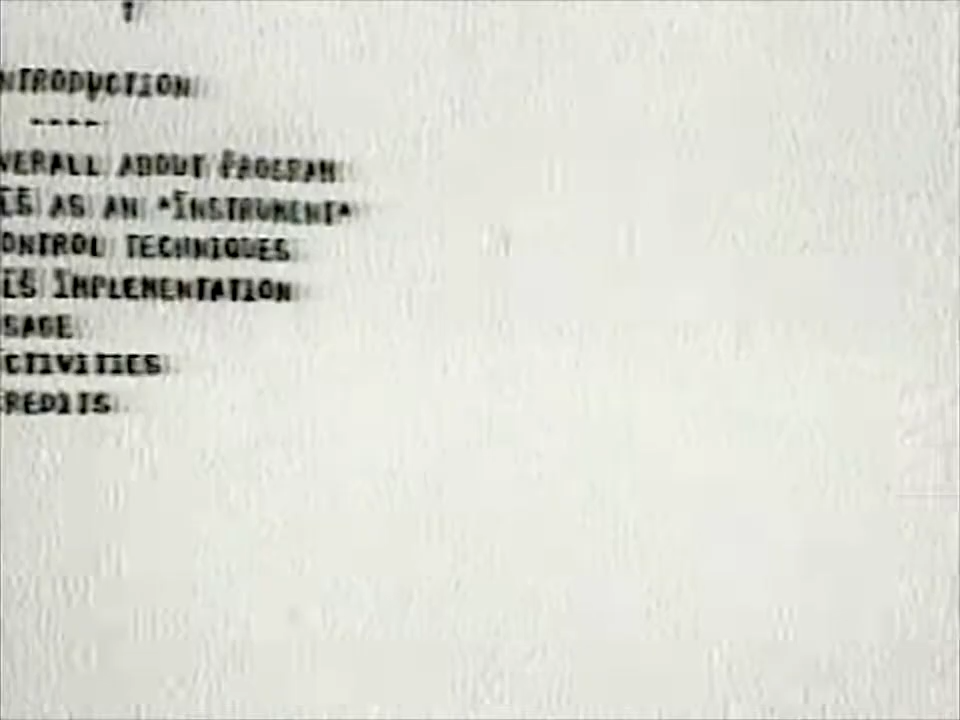 NTRODUCTION
----
VERALL ABOUT PROGRAM
LS AS AN "INSTRUMENT"
ONTROL TECHNIQUES
LS IMPLEMENTATION
SAGE
CTIVITIES
REDITS